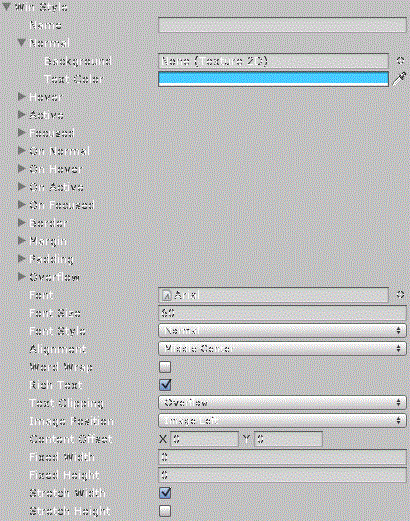 Win Style
Name
Normal
Background None (Texture 2D)
Text Color
Hover
Active
Focused
On Normal
On Hover
On Active
On Focused
Border
Margin
Padding
Overflow
Font Arial
Font Size
Font Style Normal
Alignment Middle Center
Word Wrap
Rich Text
Text Clipping Overflow
Image Position Image Left
Content Offset X 0 Y 0
Fixed Width 0
Fixed Height 0
Stretch Width
Stretch Height